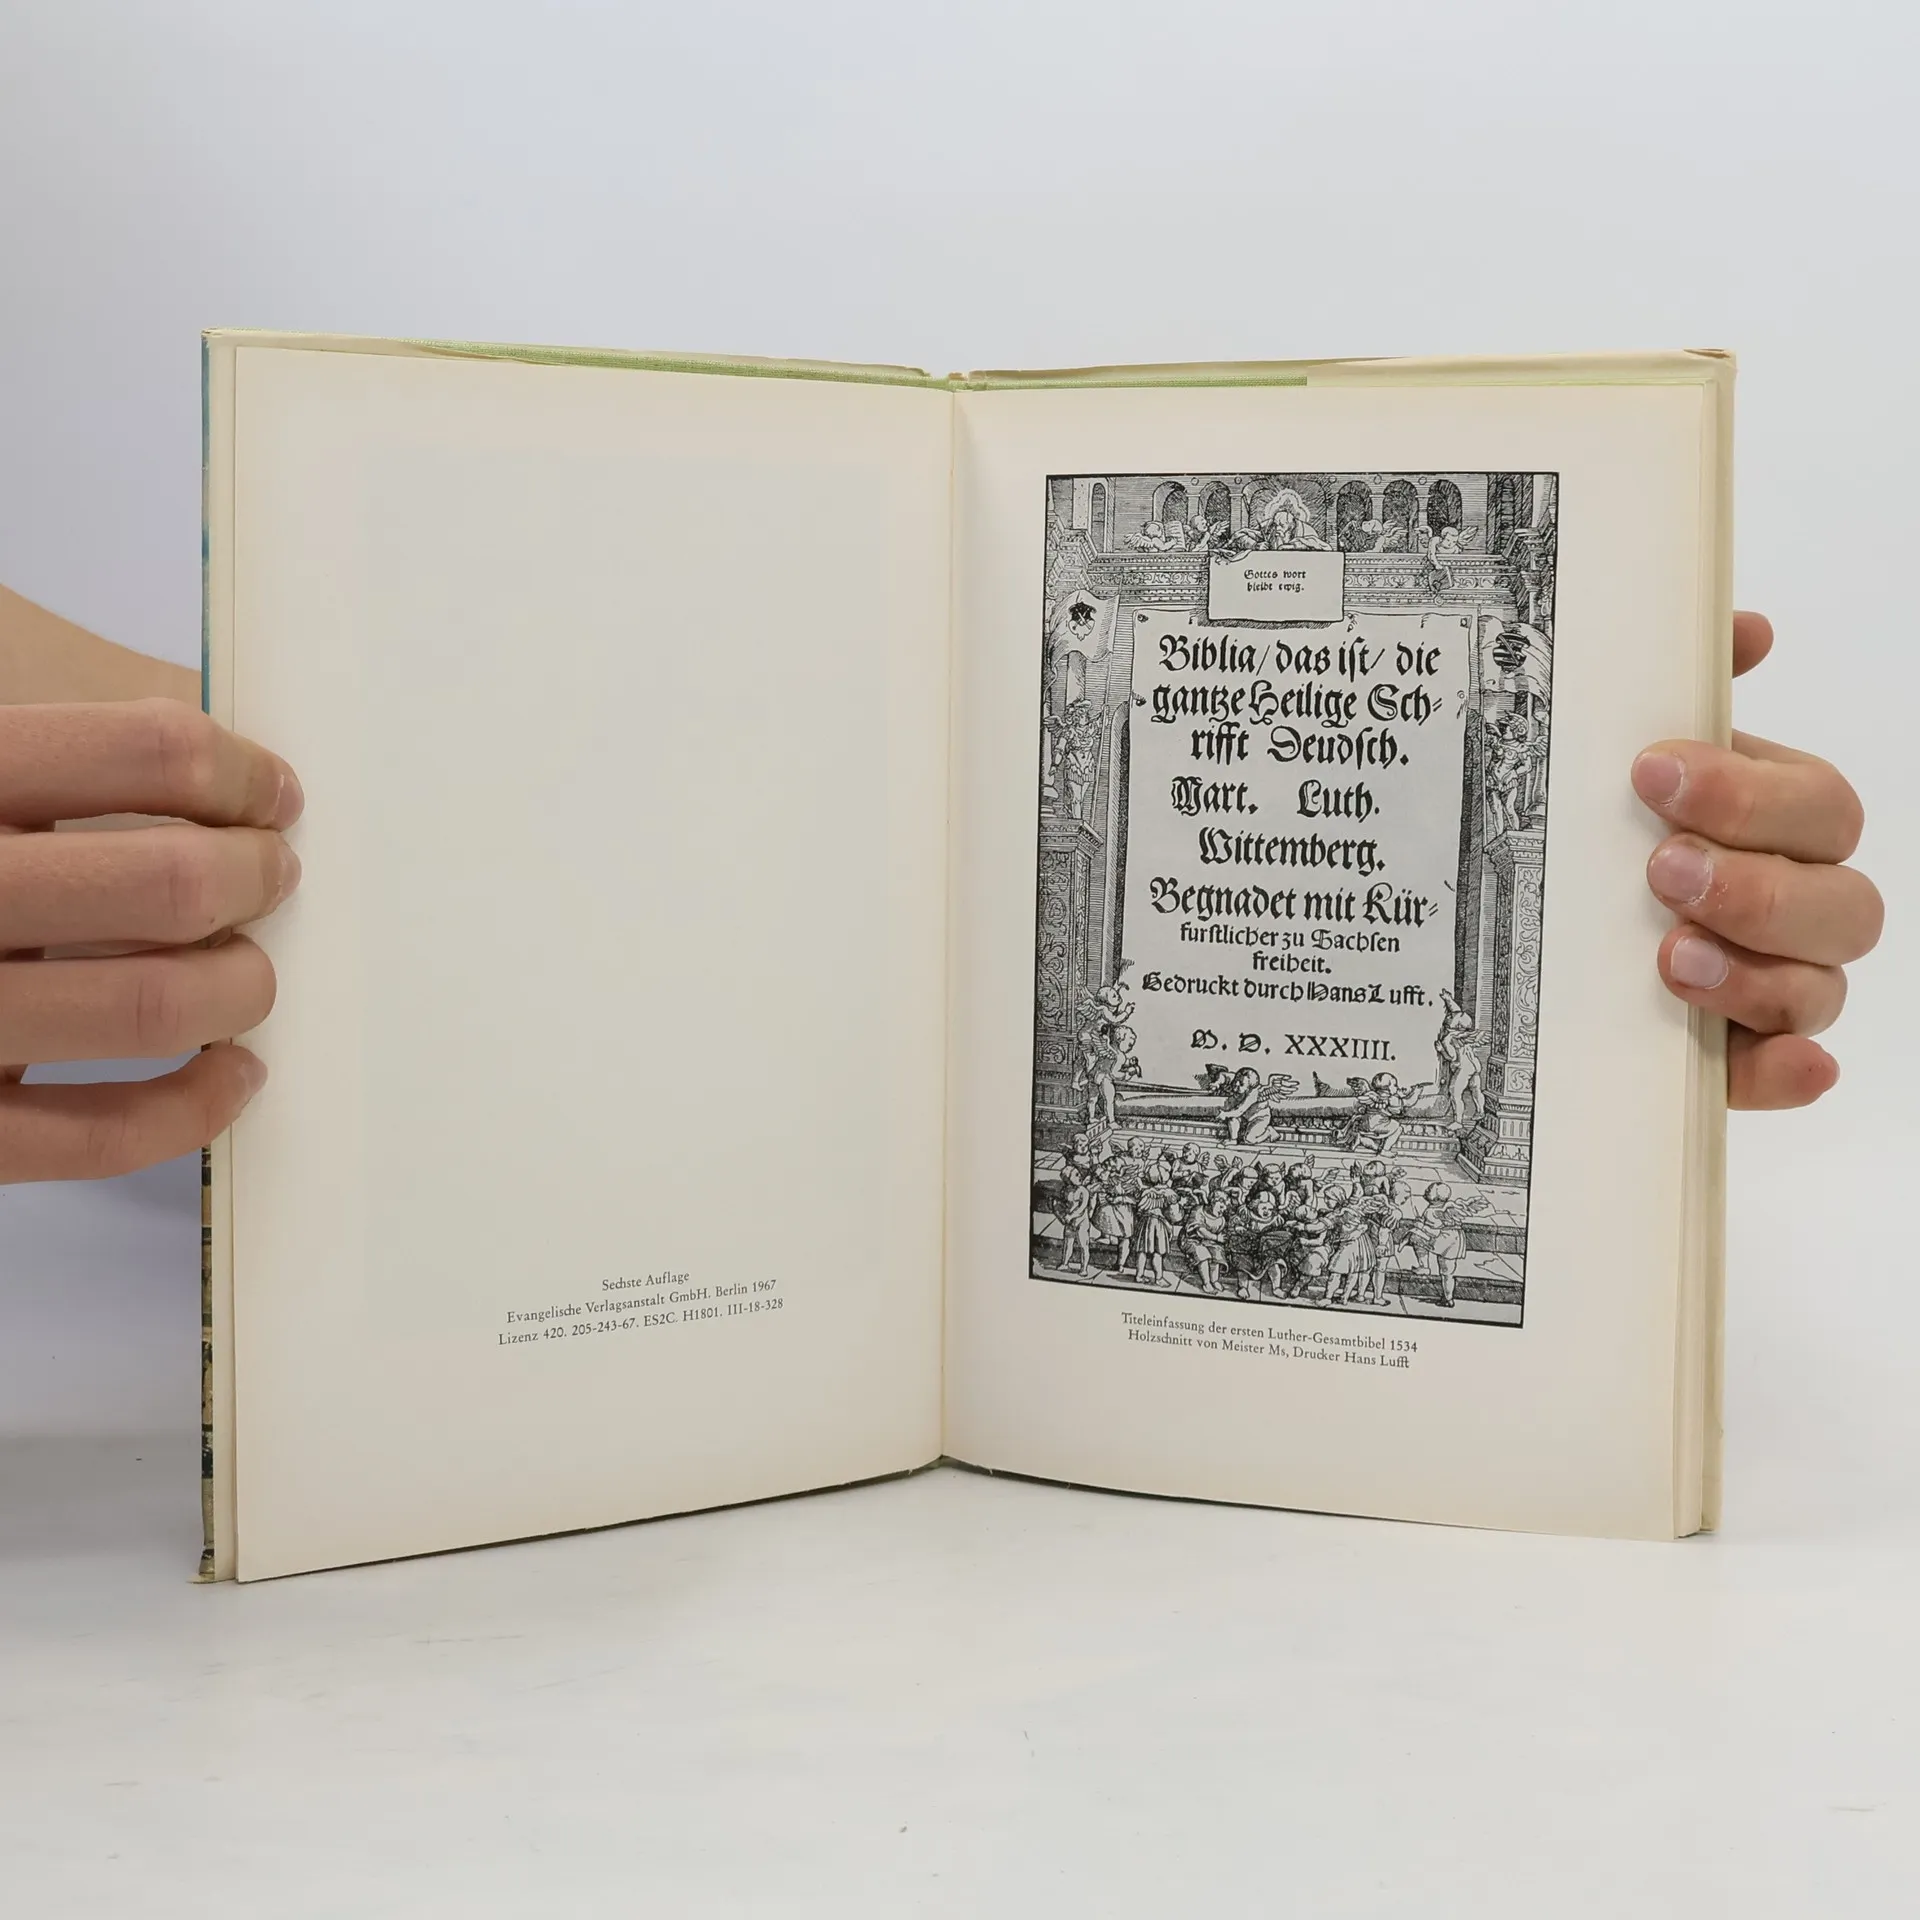 Sechste Auflage
Evangelische Verlagsanstalt GmbH. Berlin 1967
Lizenz 420. 205-243-67. ES2C. H1801. III-18-328
Gottes wort
bleibt ewig.
Biblia/ das ist/ die
gantze Heilige Sch⸗
rifft Deudsch.
Mart. Luth.
Wittemberg.
Begnadet mit Kür⸗
furstlicher zu Sachsen
freiheit.
Gedruckt durch Hans Lufft.
M. D. XXXIIII.
Titeleinfassung der ersten Luther-Gesamtbibel 1534
Holzschnitt von Meister Ms, Drucker Hans Lufft